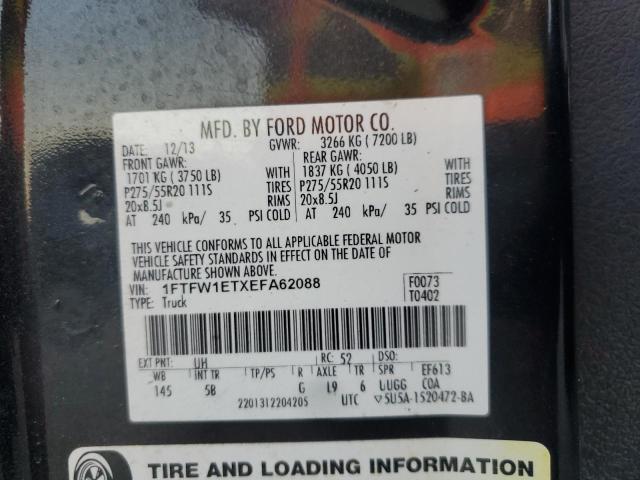 MFD. BY FORD MOTOR CO.
DATE: 12/13 GVWR: 3266 KG ( 7200 LB)
FRONT GAWR: REAR GAWR:
1701 KG ( 3750 LB) WITH 1837 KG ( 4050 LB) WITH
P275/55R20 111S TIRES P275/55R20 111S TIRES
20x8.5J RIMS 20x8.5J RIMS
AT 240 kPa/ 35 PSI COLD AT 240 kPa/ 35 PSI COLD
THIS VEHICLE CONFORMS TO ALL APPLICABLE FEDERAL MOTOR
VEHICLE SAFETY STANDARDS IN EFFECT ON THE DATE OF
MANUFACTURE SHOWN ABOVE.
VIN: 1FTFW1ETXEFA62088 F0073
TYPE: Truck T0402
EXT PNT: UH RC: 52 DSO:
WB INT TR TP/PS R AXLE TR SPR EF613
145 5B G L9 6 UUGG COA
2201312204205 UTC ▽5U5A-1520472-BA
TIRE AND LOADING INFORMATION